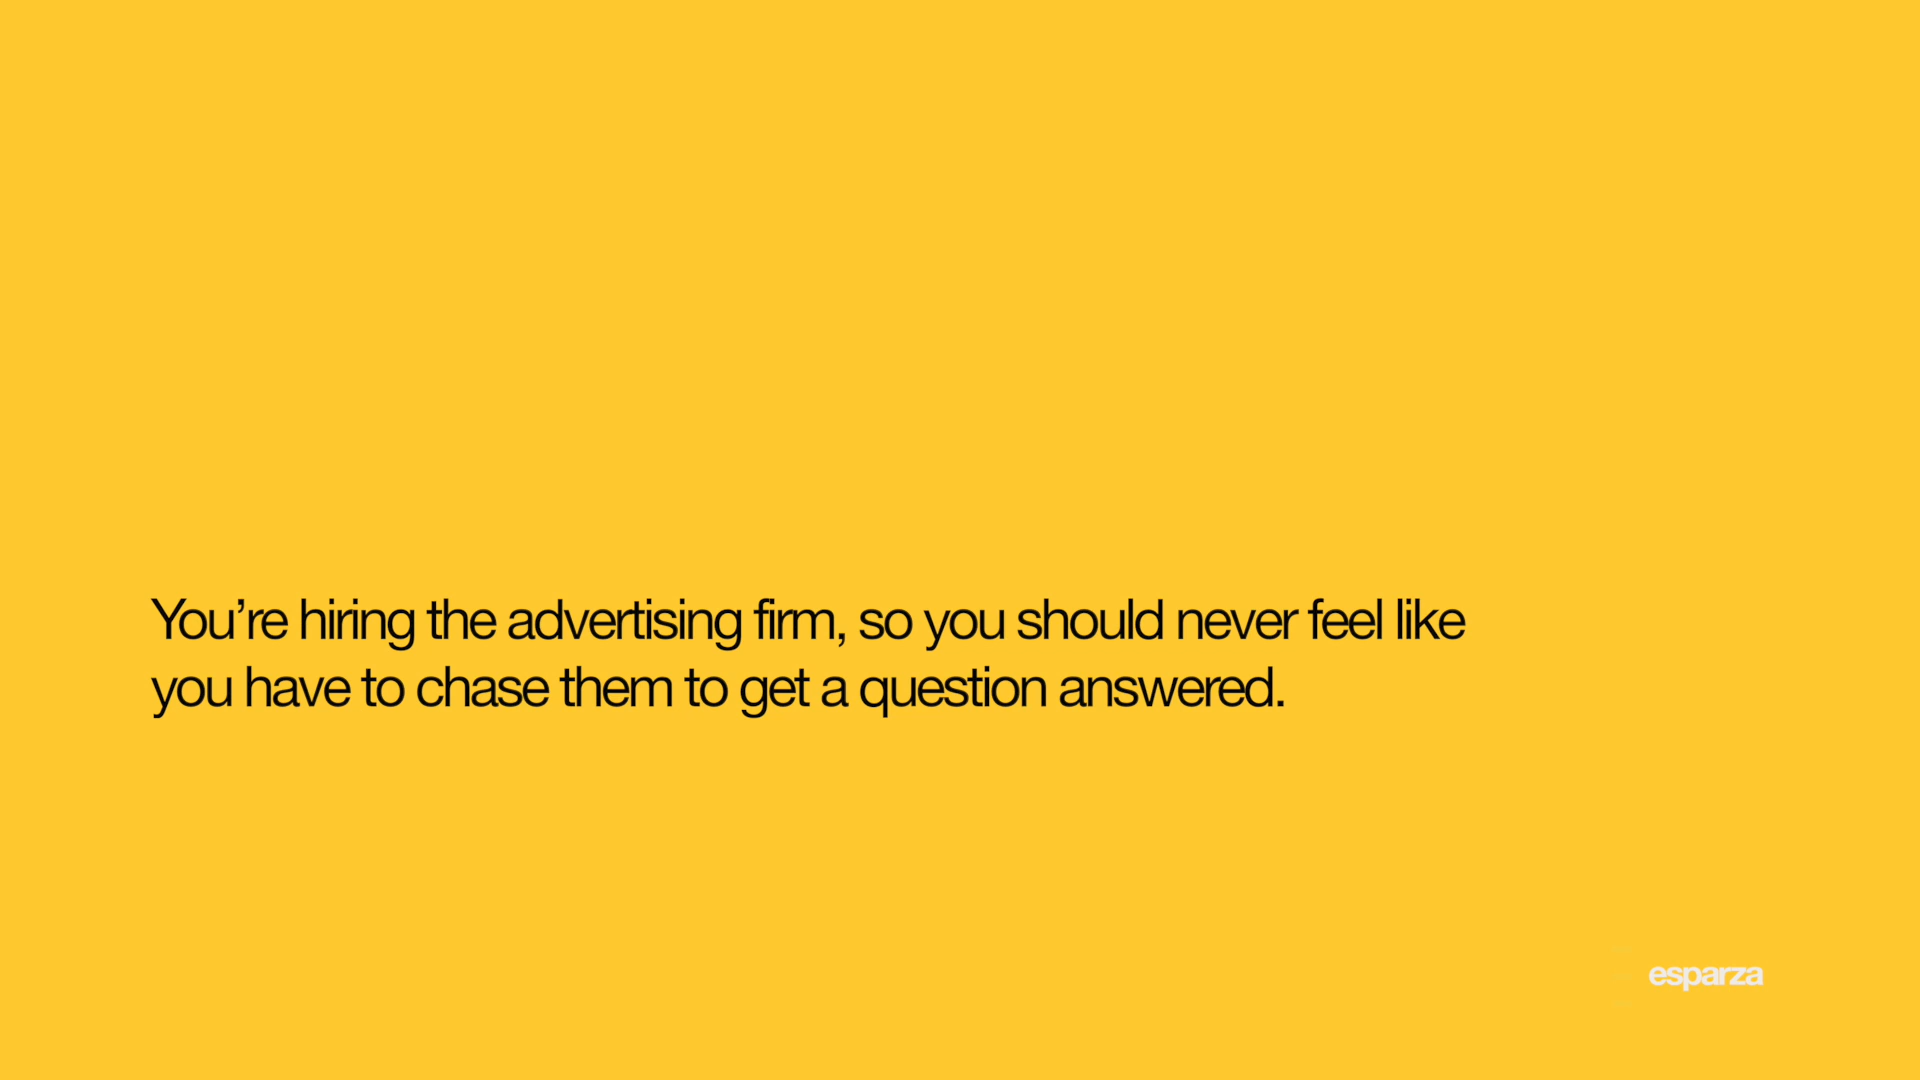 You’re hiring the advertising firm, so you should never feel like
you have to chase them to get a question answered.
esparza